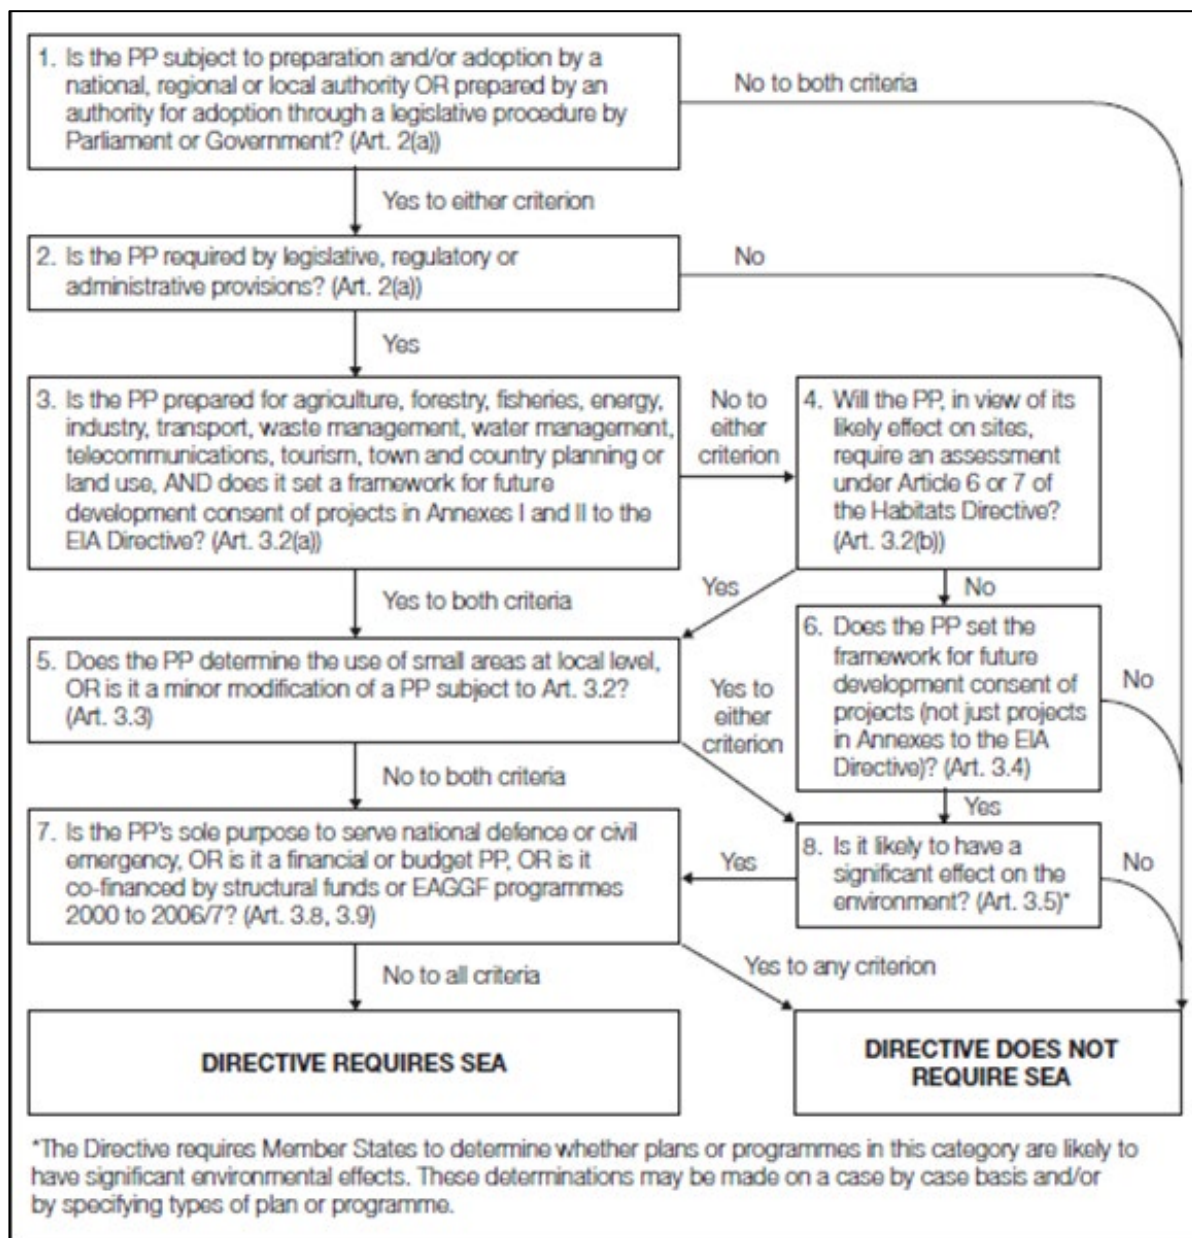 1. Is the PP subject to preparation and/or adoption by a
national, regional or local authority OR prepared by an
authority for adoption through a legislative procedure by
Parliament or Government? (Art. 2(a))
No to both criteria
Yes to either criterion
2. Is the PP required by legislative, regulatory or
administrative provisions? (Art. 2(a))
No
Yes
3. Is the PP prepared for agriculture, forestry, fisheries, energy,
industry, transport, waste management, water management,
telecommunications, tourism, town and country planning or
land use, AND does it set a framework for future
development consent of projects in Annexes I and II to the
EIA Directive? (Art. 3.2(a))
No to
either
criterion
4. Will the PP, in view of its
likely effect on sites,
require an assessment
under Article 6 or 7 of
the Habitats Directive?
(Art. 3.2(b))
Yes to both criteria
Yes
No
5. Does the PP determine the use of small areas at local level,
OR is it a minor modification of a PP subject to Art. 3.2?
(Art. 3.3)
Yes to
either
criterion
6. Does the PP set the
framework for future
development consent of
projects (not just projects
in Annexes to the EIA
Directive)? (Art. 3.4)
No
No to both criteria
Yes
7. Is the PP's sole purpose to serve national defence or civil
emergency, OR is it a financial or budget PP, OR is it
co-financed by structural funds or EAGGF programmes
2000 to 2006/7? (Art. 3.8, 3.9)
Yes
8. Is it likely to have a
significant effect on the
environment? (Art. 3.5)*
No
No to all criteria
Yes to any criterion
DIRECTIVE REQUIRES SEA
DIRECTIVE DOES NOT
REQUIRE SEA
*The Directive requires Member States to determine whether plans or programmes in this category are likely to
have significant environmental effects. These determinations may be made on a case by case basis and/or
by specifying types of plan or programme.